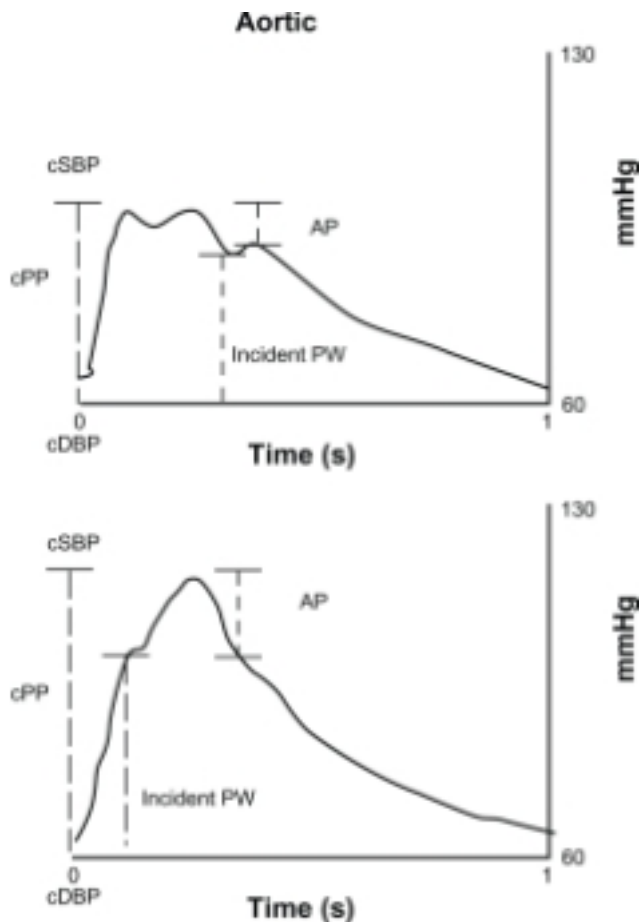 Aortic
130
cSBP
AP
mmHg
cPP
Incident PW
60
0
1
cDBP
Time (s)
130
cSBP
AP
mmHg
cPP
Incident PW
60
0
1
cDBP
Time (s)